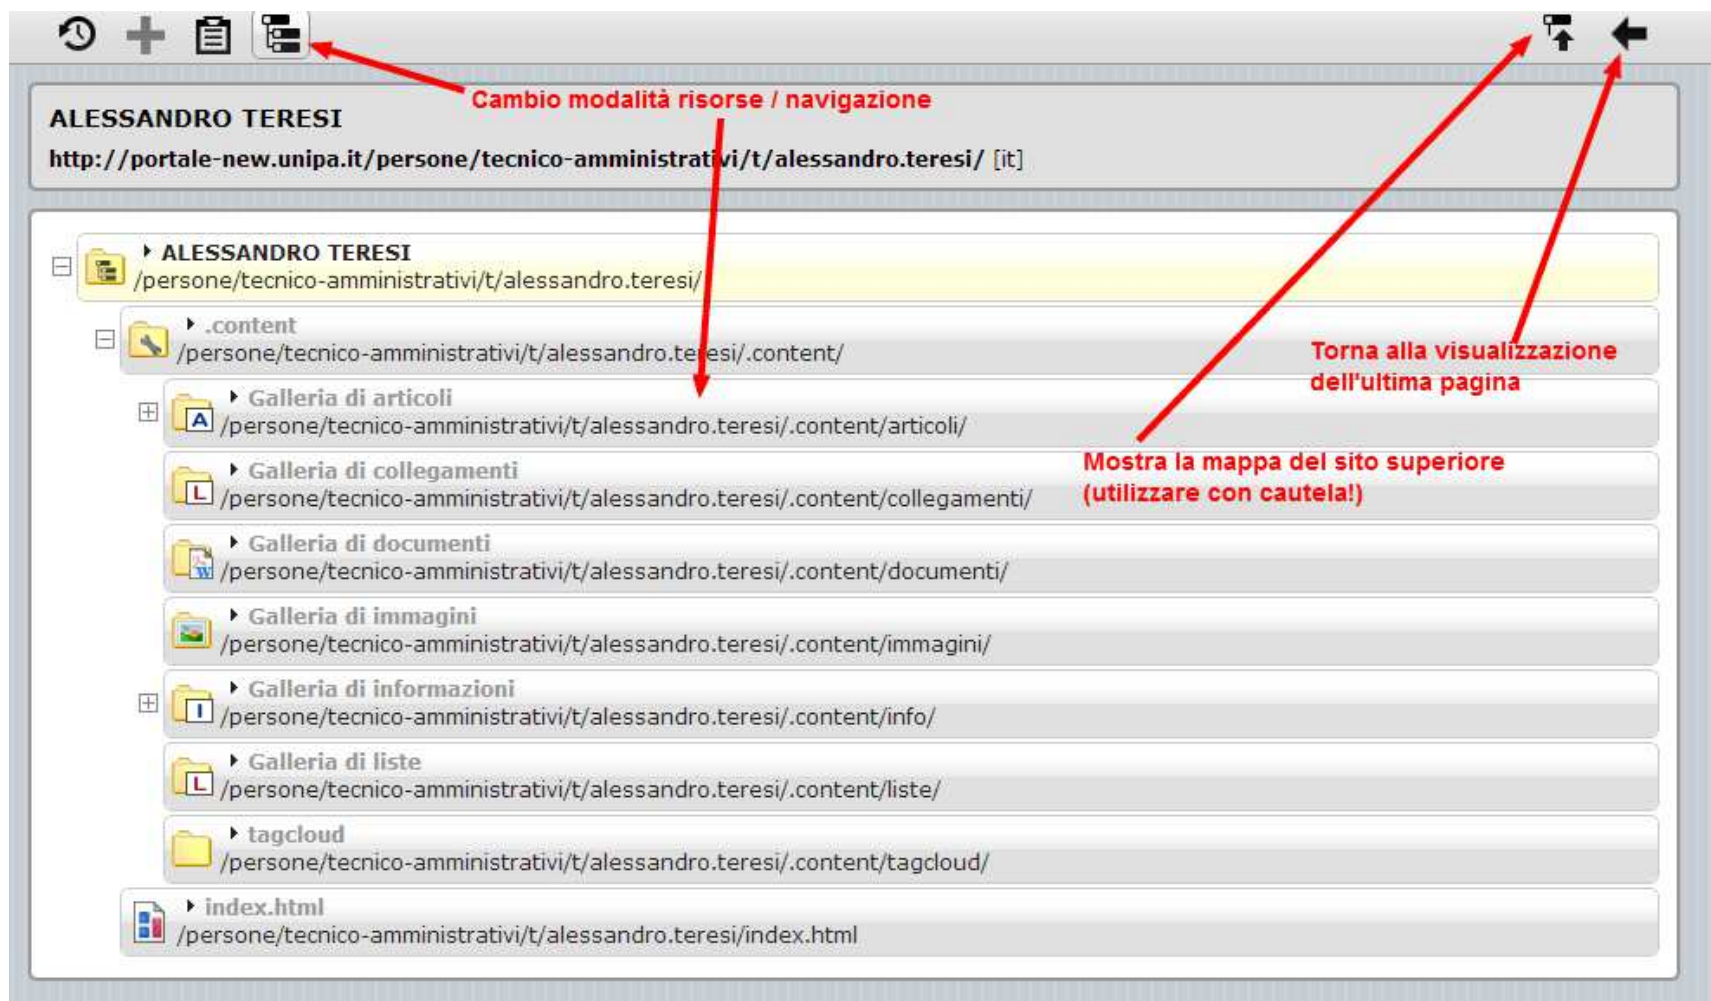 Cambio modalità risorse / navigazione
ALESSANDRO TERESI
http://portale-new.unipa.it/persone/tecnico-amministrativi/t/alessandro.teresi/ [it]
ALESSANDRO TERESI
/persone/tecnico-amministrativi/t/alessandro.teresi/
.content
/persone/tecnico-amministrativi/t/alessandro.teresi/.content/
Torna alla visualizzazione
dell'ultima pagina
Galleria di articoli
/persone/tecnico-amministrativi/t/alessandro.teresi/.content/articoli/
Mostra la mappa del sito superiore
(utilizzare con cautela!)
Galleria di collegamenti
/persone/tecnico-amministrativi/t/alessandro.teresi/.content/collegamenti/
Galleria di documenti
/persone/tecnico-amministrativi/t/alessandro.teresi/.content/documenti/
Galleria di immagini
/persone/tecnico-amministrativi/t/alessandro.teresi/.content/immagini/
Galleria di informazioni
/persone/tecnico-amministrativi/t/alessandro.teresi/.content/info/
Galleria di liste
/persone/tecnico-amministrativi/t/alessandro.teresi/.content/liste/
tagcloud
/persone/tecnico-amministrativi/t/alessandro.teresi/.content/tagcloud/
index.html
/persone/tecnico-amministrativi/t/alessandro.teresi/index.html